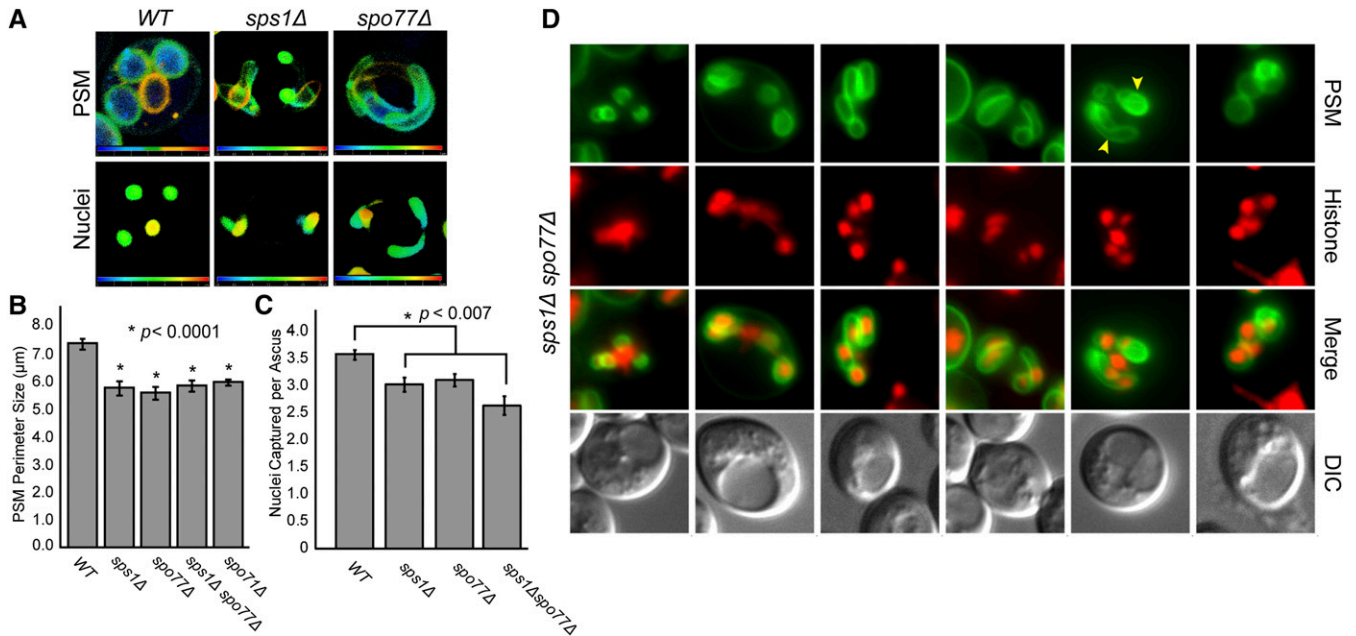 A
WT
sps1Δ
spo77Δ
PSM
Nuclei
B
PSM Perimeter Size (μm)
8.0
7.0
6.0
5.0
4.0
3.0
2.0
1.0
0.0
* p< 0.0001
*
*
*
*
WT
sps1Δ
spo77Δ
sps1Δ spo77Δ
spo71Δ
C
Nuclei Captured per Ascus
4.0
3.5
3.0
2.5
2.0
1.5
1.0
0.5
0
* p < 0.007
WT
sps1Δ
spo77Δ
sps1Δspo77Δ
D
sps1Δ spo77Δ
PSM
Histone
Merge
DIC